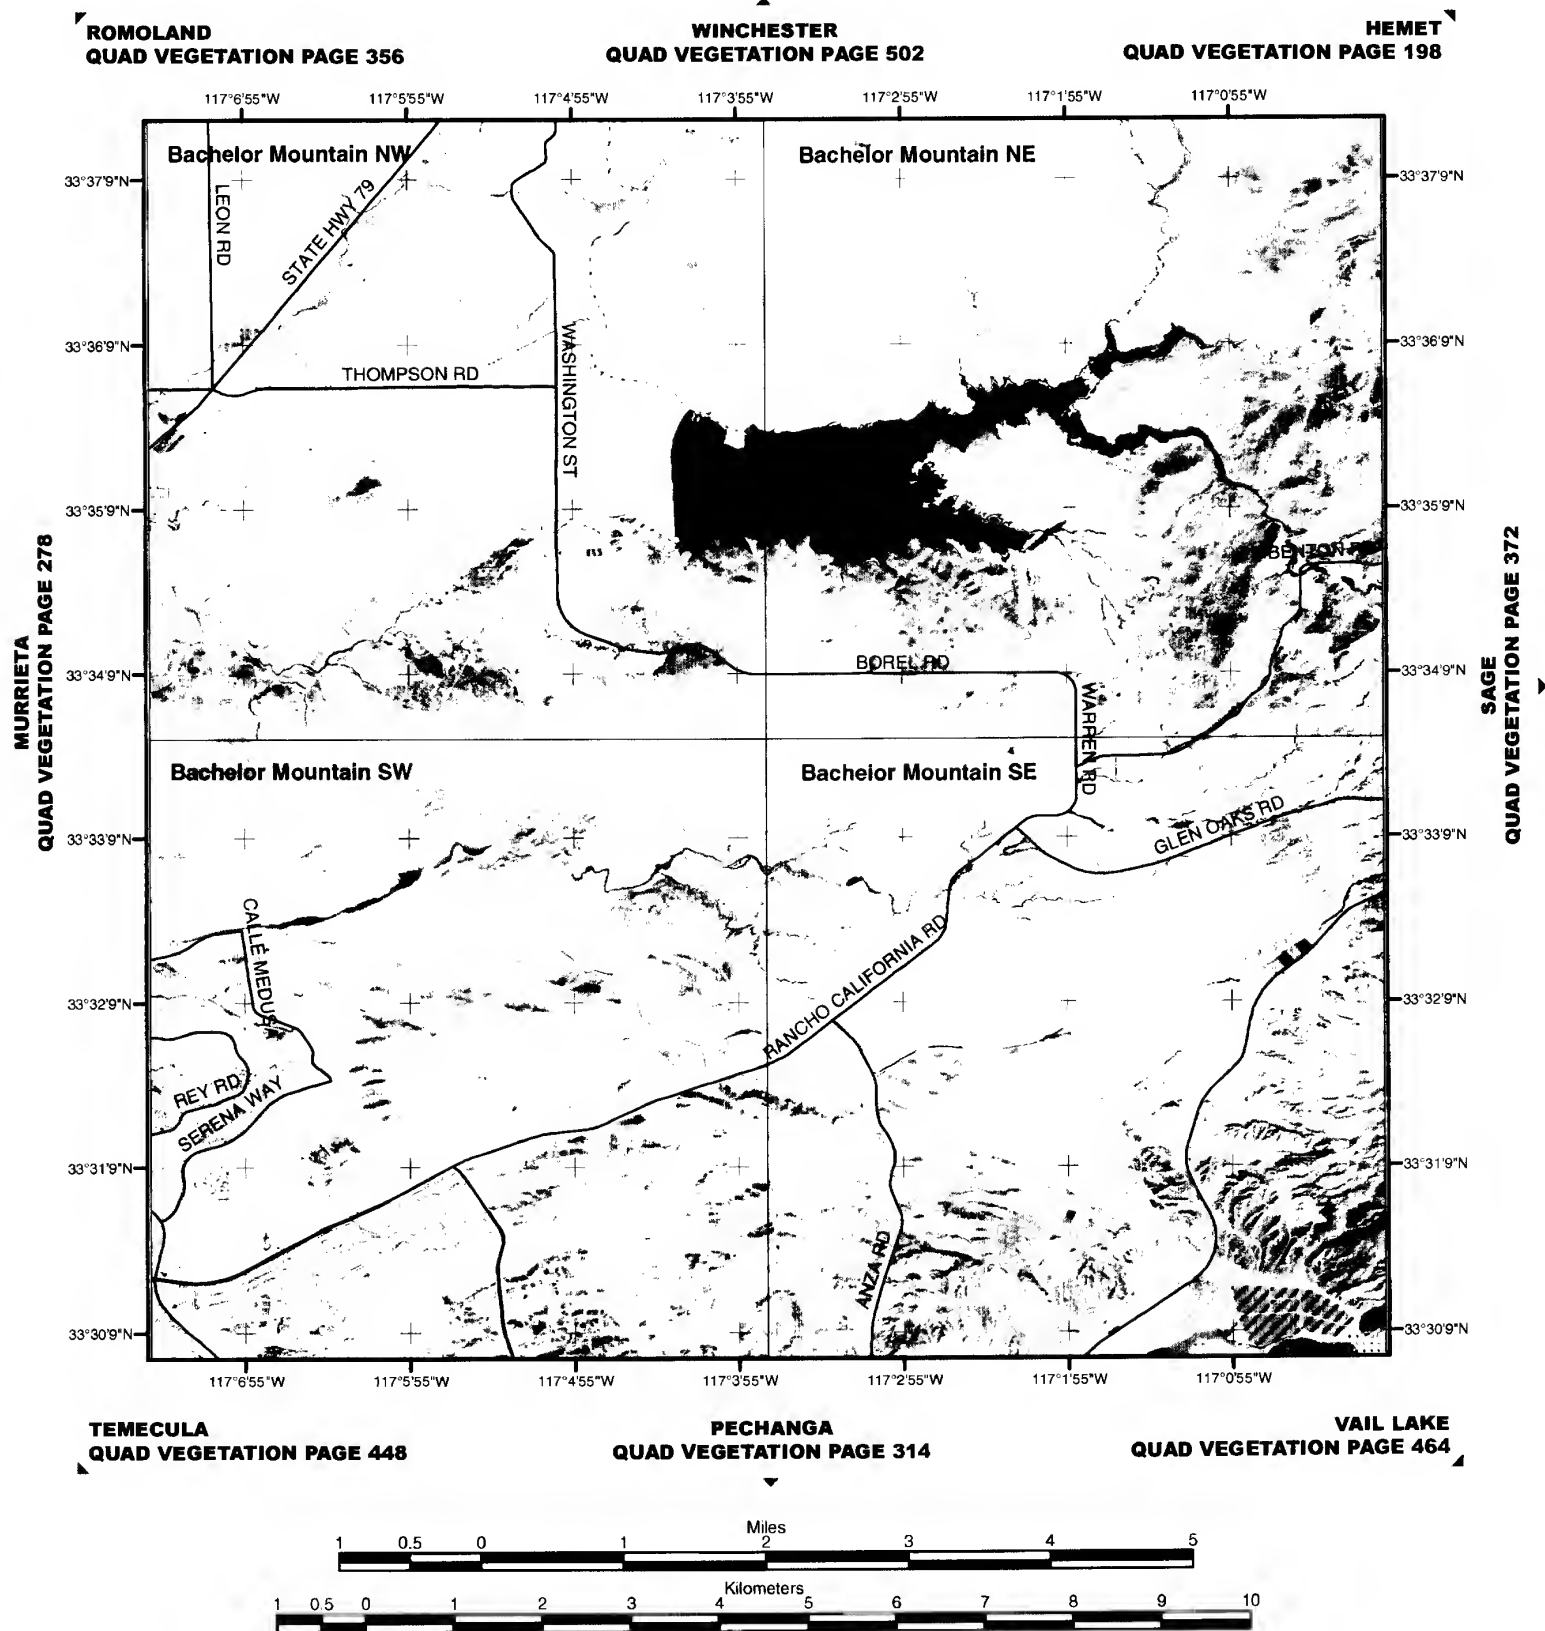 ROMOLAND
QUAD VEGETATION PAGE 356
WINCHESTER
QUAD VEGETATION PAGE 502
HEMET
QUAD VEGETATION PAGE 198
117°6'55"W 117°5'55"W 117°4'55"W 117°3'55"W 117°2'55"W 117°1'55"W 117°0'55"W
Bachelor Mountain NW
Bachelor Mountain NE
33°37'9"N
33°37'9"N
LEON RD
STATE HWY 79
33°36'9"N
33°36'9"N
THOMPSON RD
WASHINGTON ST
33°35'9"N
33°35'9"N
BENTON RD
MURRIETA
QUAD VEGETATION PAGE 278
SAGE
QUAD VEGETATION PAGE 372
BOREL RD
33°34'9"N
33°34'9"N
WARREN RD
Bachelor Mountain SW
Bachelor Mountain SE
33°33'9"N
33°33'9"N
GLEN OAKS RD
CALLE MEDUSA
RANCHO CALIFORNIA RD
33°32'9"N
33°32'9"N
REY RD
SERENA WAY
33°31'9"N
33°31'9"N
ANZA RD
33°30'9"N
33°30'9"N
117°6'55"W 117°5'55"W 117°4'55"W 117°3'55"W 117°2'55"W 117°1'55"W 117°0'55"W
TEMECULA
QUAD VEGETATION PAGE 448
PECHANGA
QUAD VEGETATION PAGE 314
VAIL LAKE
QUAD VEGETATION PAGE 464
Miles
1 0.5 0 1 2 3 4 5
Kilometers
1 0.5 0 1 2 3 4 5 6 7 8 9 10